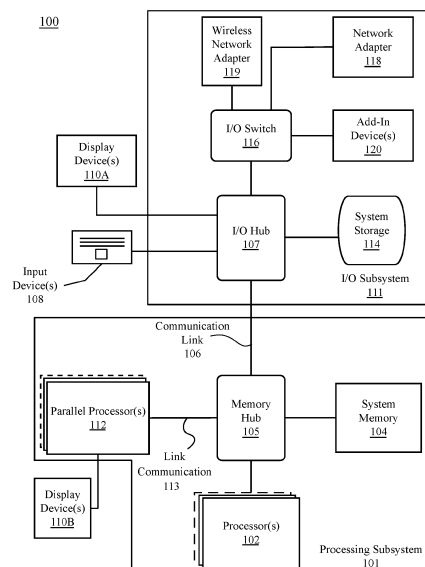 100
Wireless
Network
Adapter
119
Network
Adapter
118
I/O Switch
116
Add-In
Device(s)
120
Display
Device(s)
110A
I/O Hub
107
System
Storage
114
Input
Device(s)
108
I/O Subsystem
111
Communication
Link
106
Parallel Processor(s)
112
Memory
Hub
105
System
Memory
104
Link
Communication
113
Display
Device(s)
110B
Processor(s)
102
Processing Subsystem
101